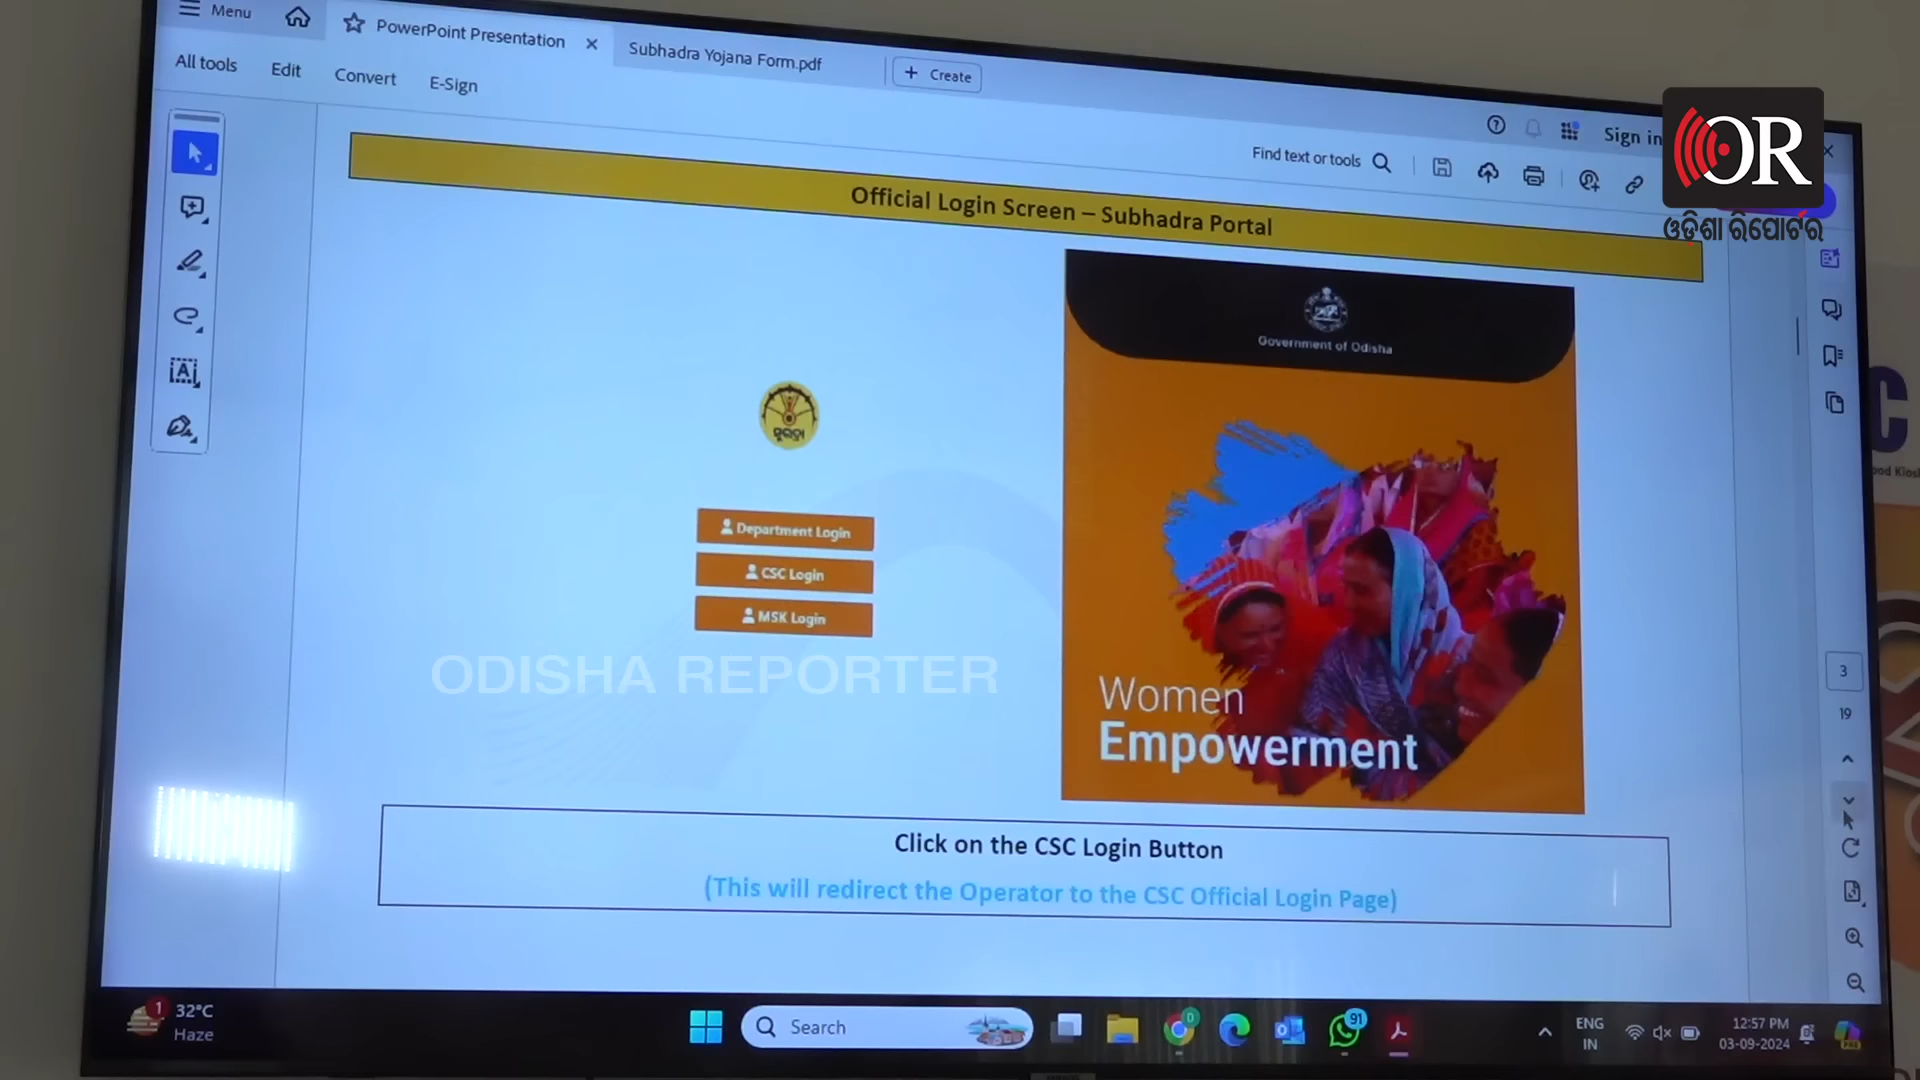 Menu
PowerPoint Presentation
Subhadra Yojana Form.pdf
Create
All tools
Edit
Convert
E-Sign
Find text or tools
Sign in
OR
ଓଡ଼ିଶା ରିପୋର୍ଟର
Official Login Screen – Subhadra Portal
Government of Odisha
ସୁଭଦ୍ରା
Department Login
CSC Login
MSK Login
ODISHA REPORTER
Women
Empowerment
3
19
Click on the CSC Login Button
(This will redirect the Operator to the CSC Official Login Page)
1
32°C
Haze
Search
91
ENG
IN
12:57 PM
03-09-2024